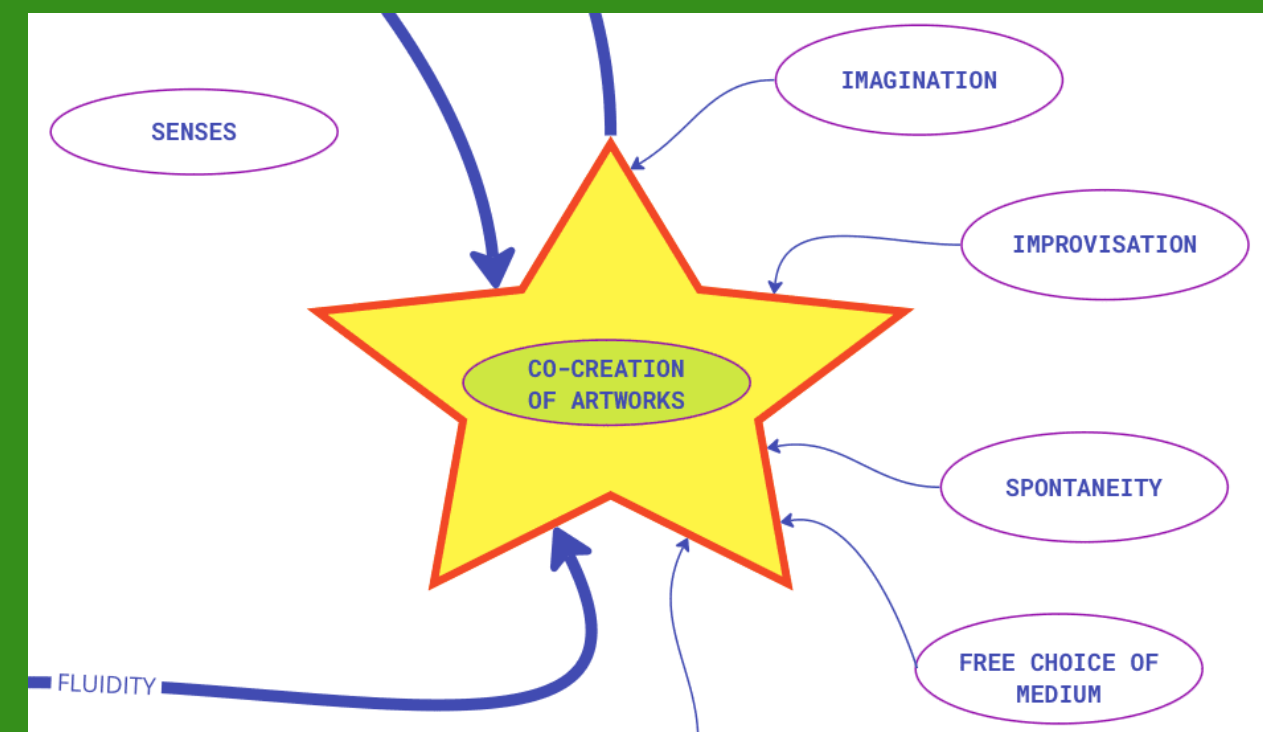 IMAGINATION
SENSES
IMPROVISATION
CO-CREATION
OF ARTWORKS
SPONTANEITY
FREE CHOICE OF
MEDIUM
FLUIDITY